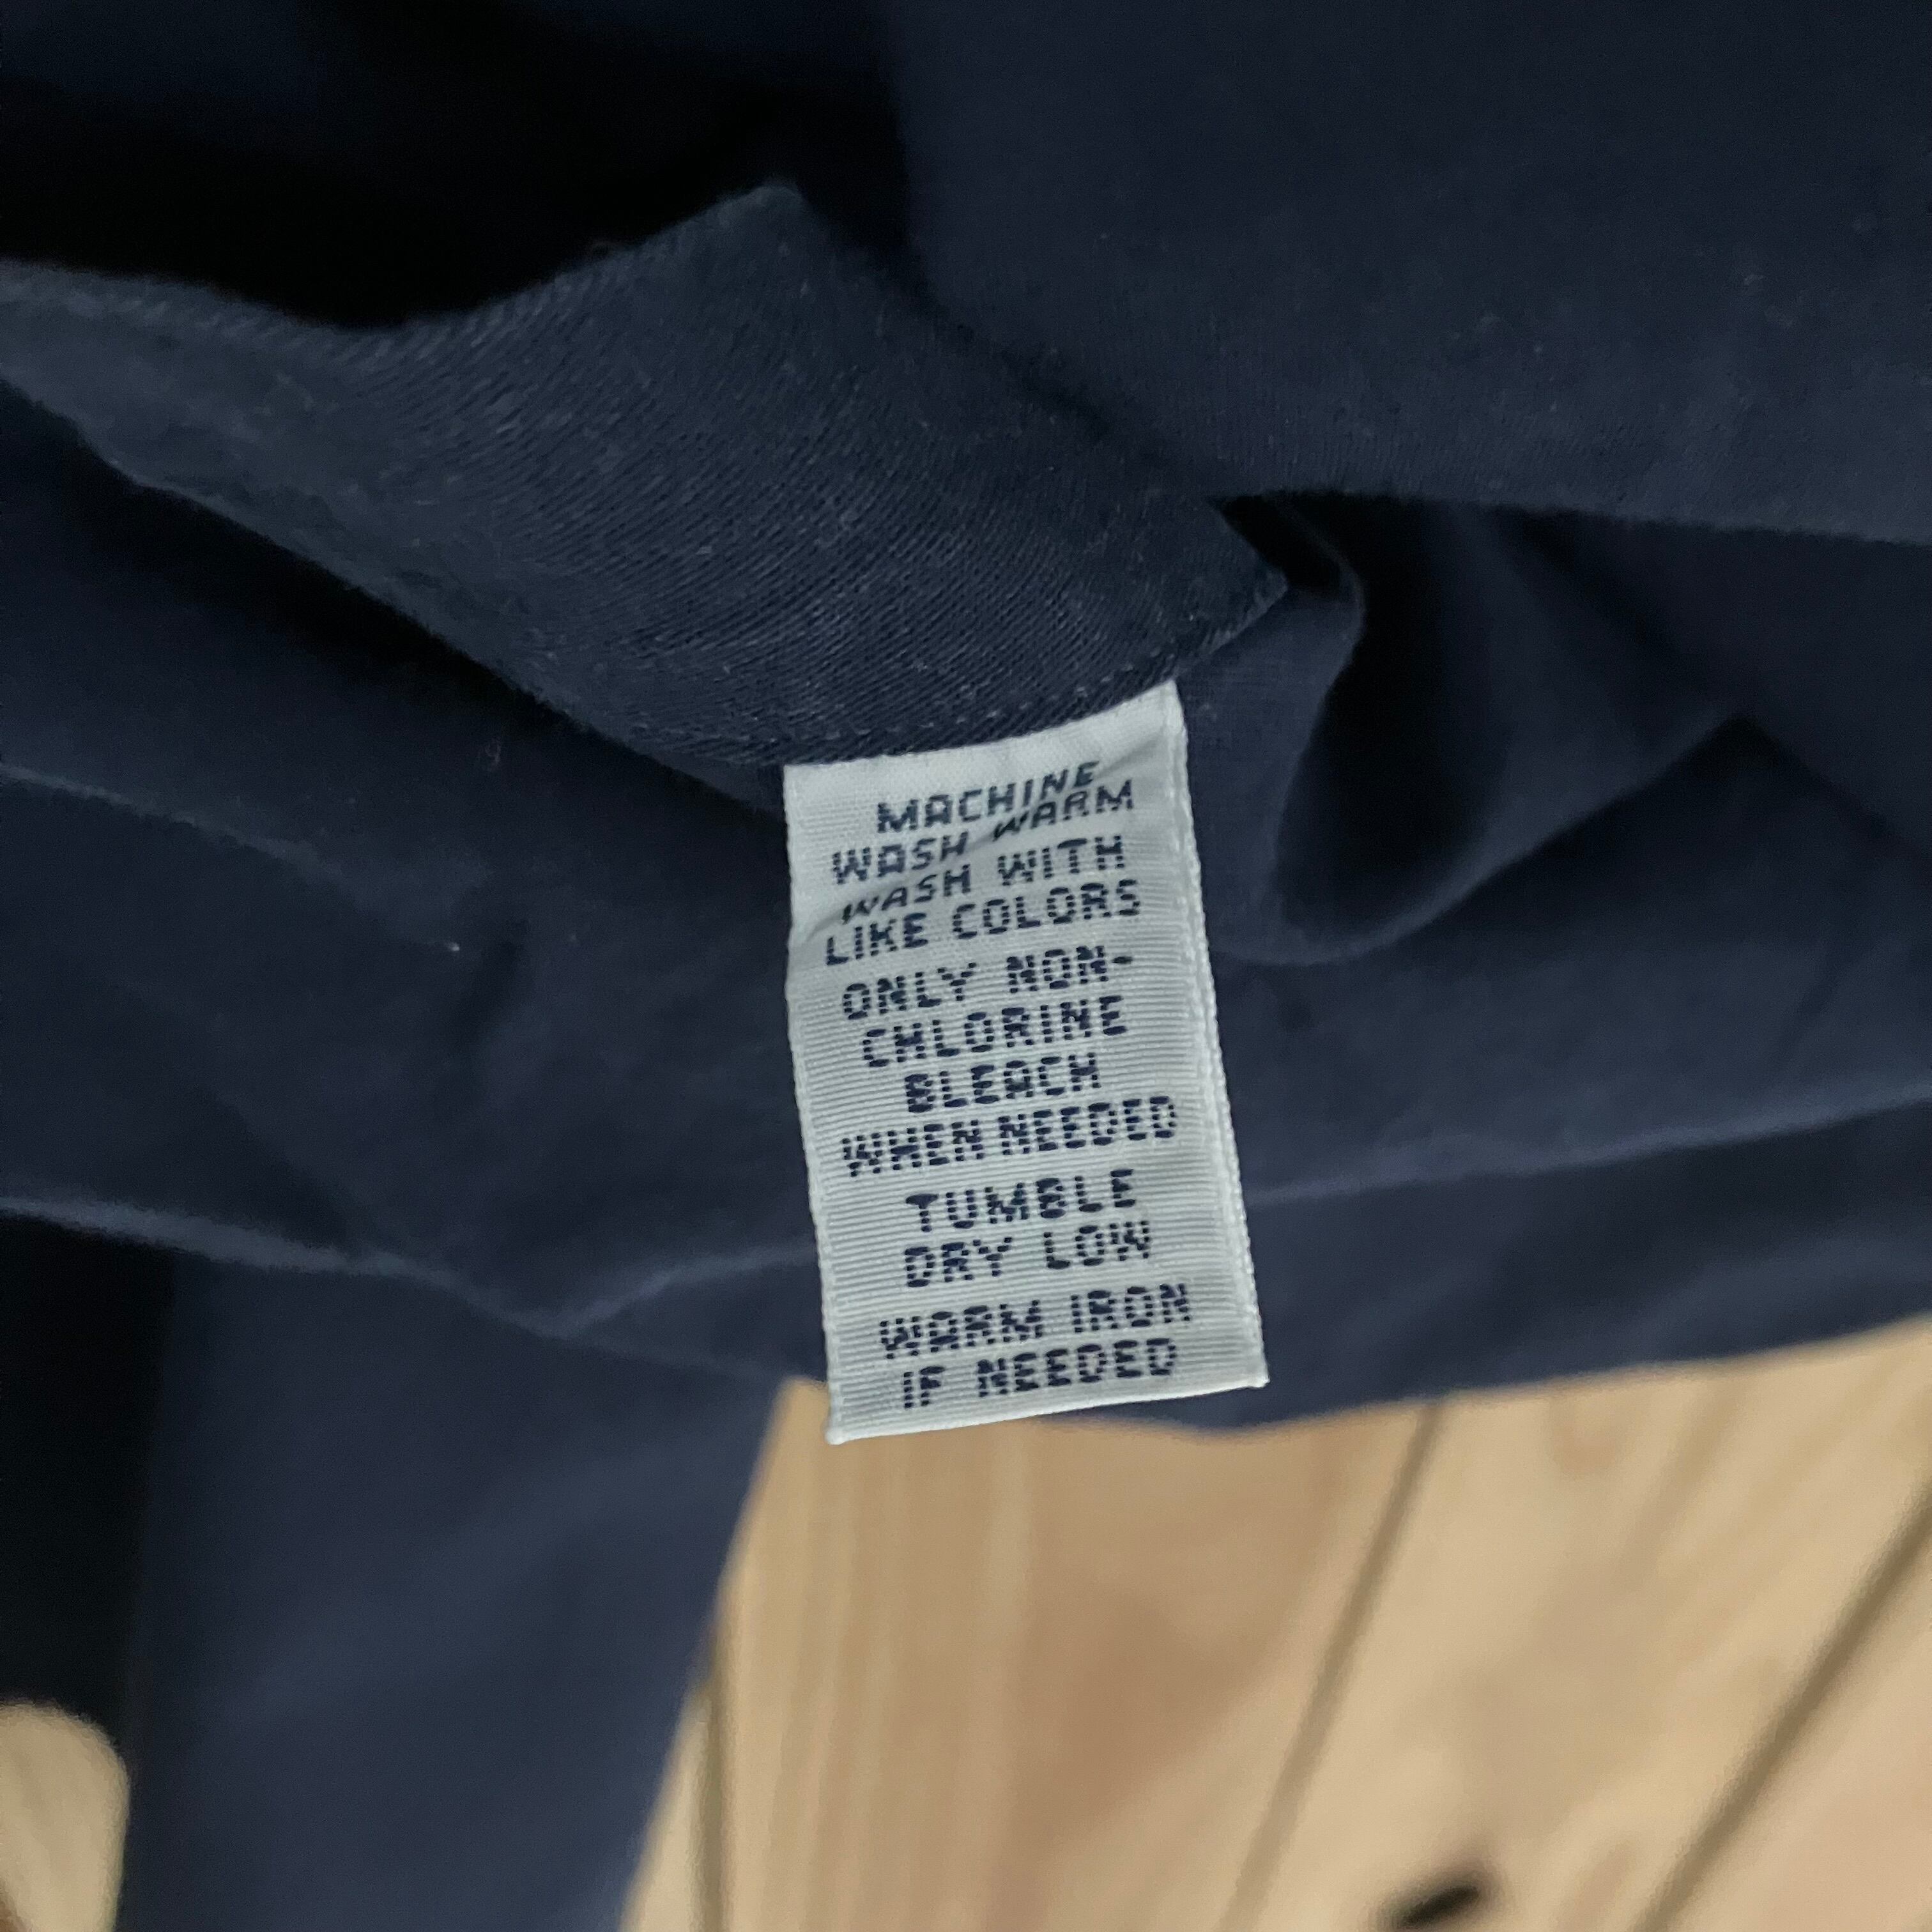 MACHINE
WASH WARM
WASH WITH
LIKE COLORS
ONLY NON-
CHLORINE
BLEACH
WHEN NEEDED
TUMBLE
DRY LOW
WARM IRON
IF NEEDED